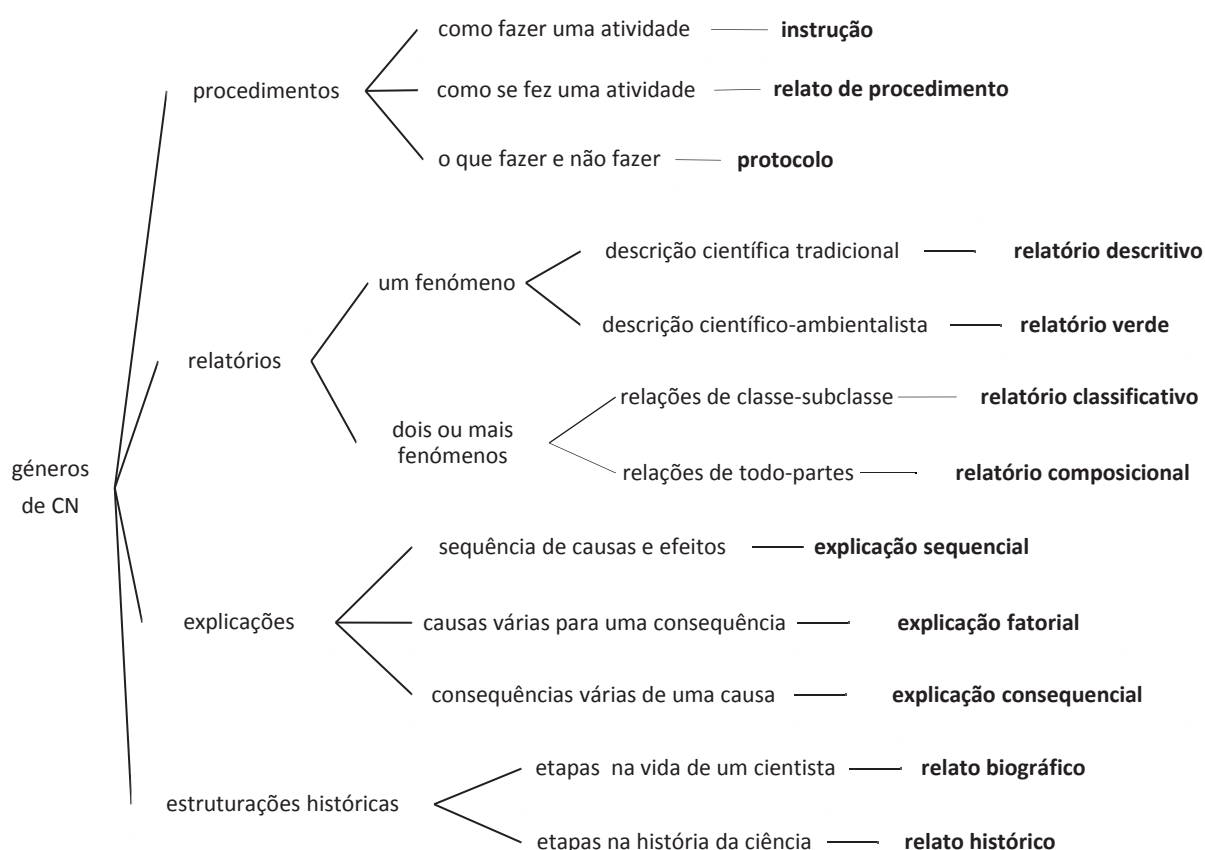 como fazer uma atividade instrução
procedimentos como se fez uma atividade relato de procedimento
o que fazer e não fazer protocolo
descrição científica tradicional relatório descritivo
um fenómeno
descrição científico-ambientalista relatório verde
relatórios
relações de classe-subclasse relatório classificativo
dois ou mais
fenómenos
relações de todo-partes relatório composicional
géneros
de CN
sequência de causas e efeitos explicação sequencial
explicações causas várias para uma consequência explicação fatorial
consequências várias de uma causa explicação consequencial
etapas na vida de um cientista relato biográfico
estruturações históricas
etapas na história da ciência relato histórico